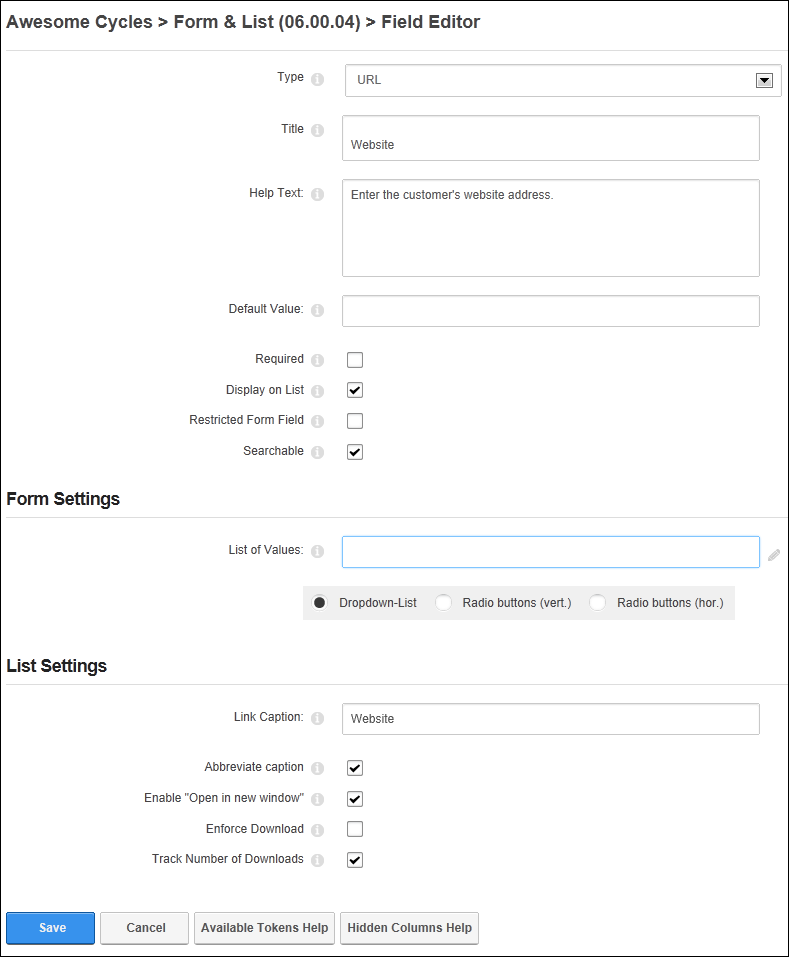 Awesome Cycles > Form & List (06.00.04) > Field Editor
Type URL
Title Website
Help Text: Enter the customer's website address.
Default Value:
Required
Display on List
Restricted Form Field
Searchable
Form Settings
List of Values:
Dropdown-List Radio buttons (vert.) Radio buttons (hor.)
List Settings
Link Caption: Website
Abbreviate caption
Enable "Open in new window"
Enforce Download
Track Number of Downloads
Save Cancel Available Tokens Help Hidden Columns Help